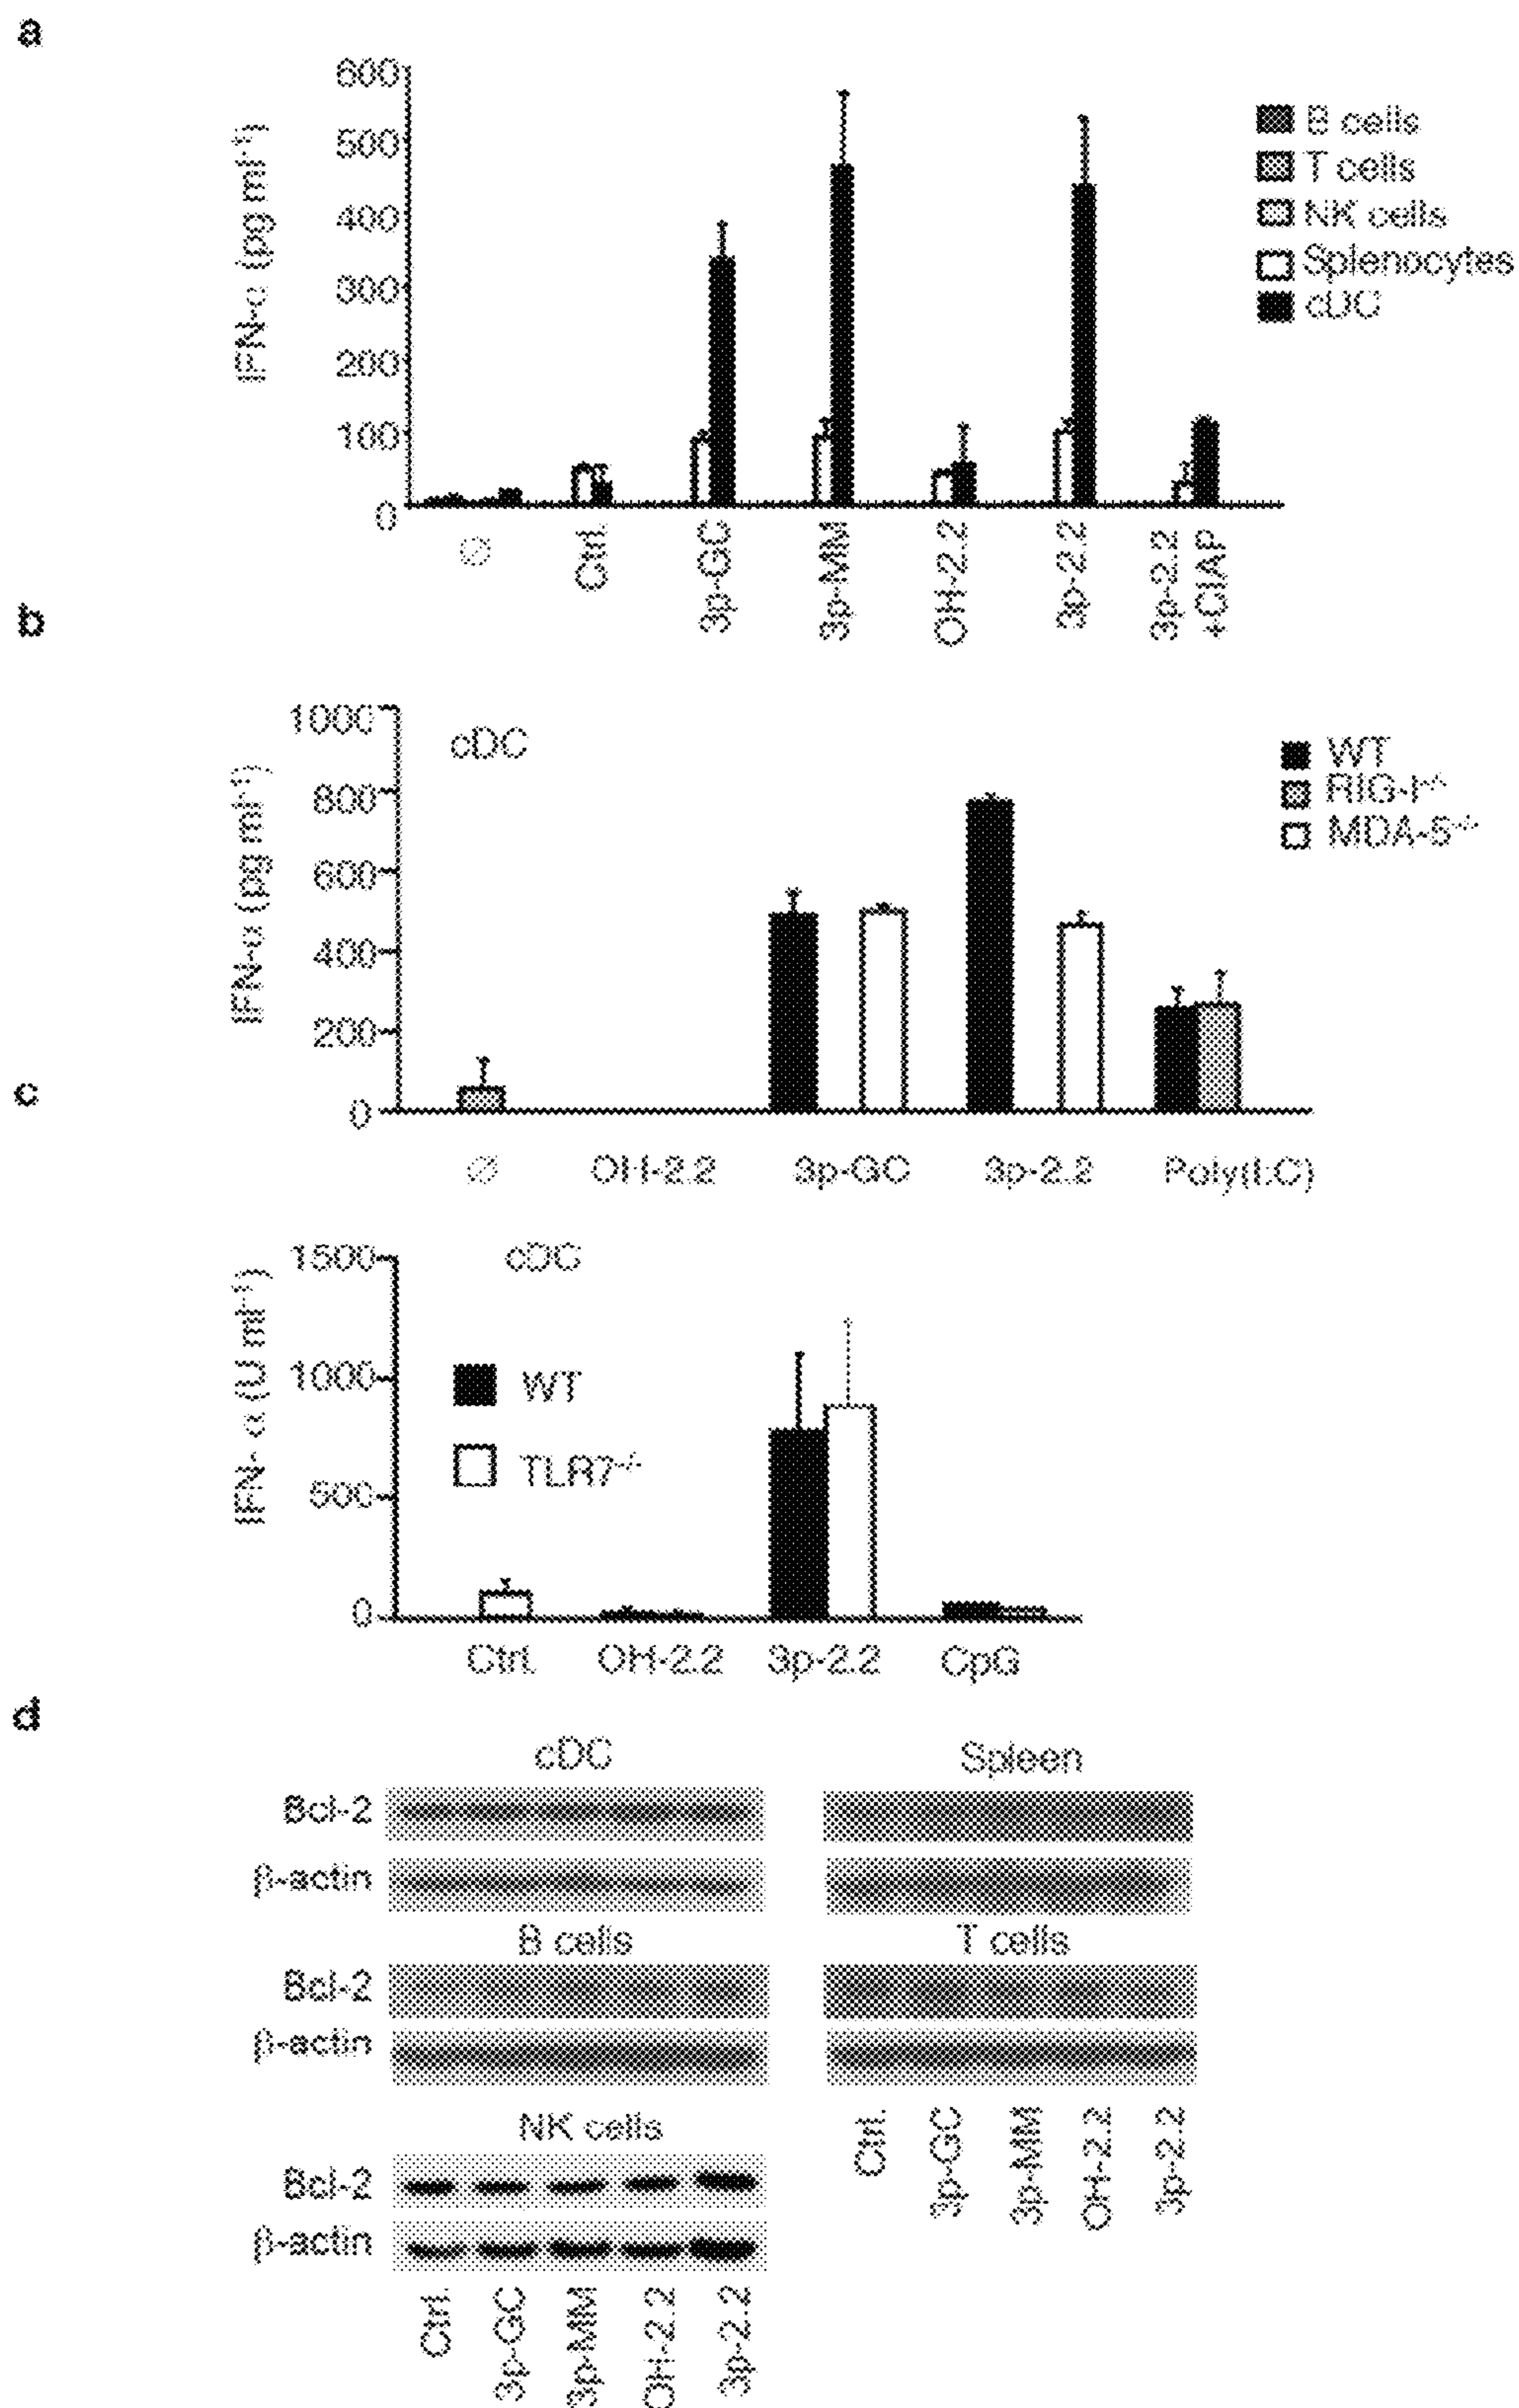 a
600
500
400
300
200
100
0
IFN-α (pg ml⁻¹)
B cells
T cells
NK cells
Splenocytes
cDC
∅
Ctrl.
3p-GC
3p-MM
OH-2.2
3p-2.2
3p-2.2
+CIAP
b
1000
800
600
400
200
0
IFN-α (pg ml⁻¹)
cDC
WT
RIG-I⁻/⁻
MDA-5⁻/⁻
∅
OH-2.2
3p-GC
3p-2.2
Poly(I:C)
c
1500
1000
500
0
IFN- α (U ml⁻¹)
cDC
WT
TLR7⁻/⁻
Ctrl.
OH-2.2
3p-2.2
CpG
d
cDC
Spleen
Bcl-2
β-actin
B cells
T cells
Bcl-2
β-actin
NK cells
Bcl-2
β-actin
Ctrl.
3p-GC
3p-MM
OH-2.2
3p-2.2
Ctrl.
3p-GC
3p-MM
OH-2.2
3p-2.2